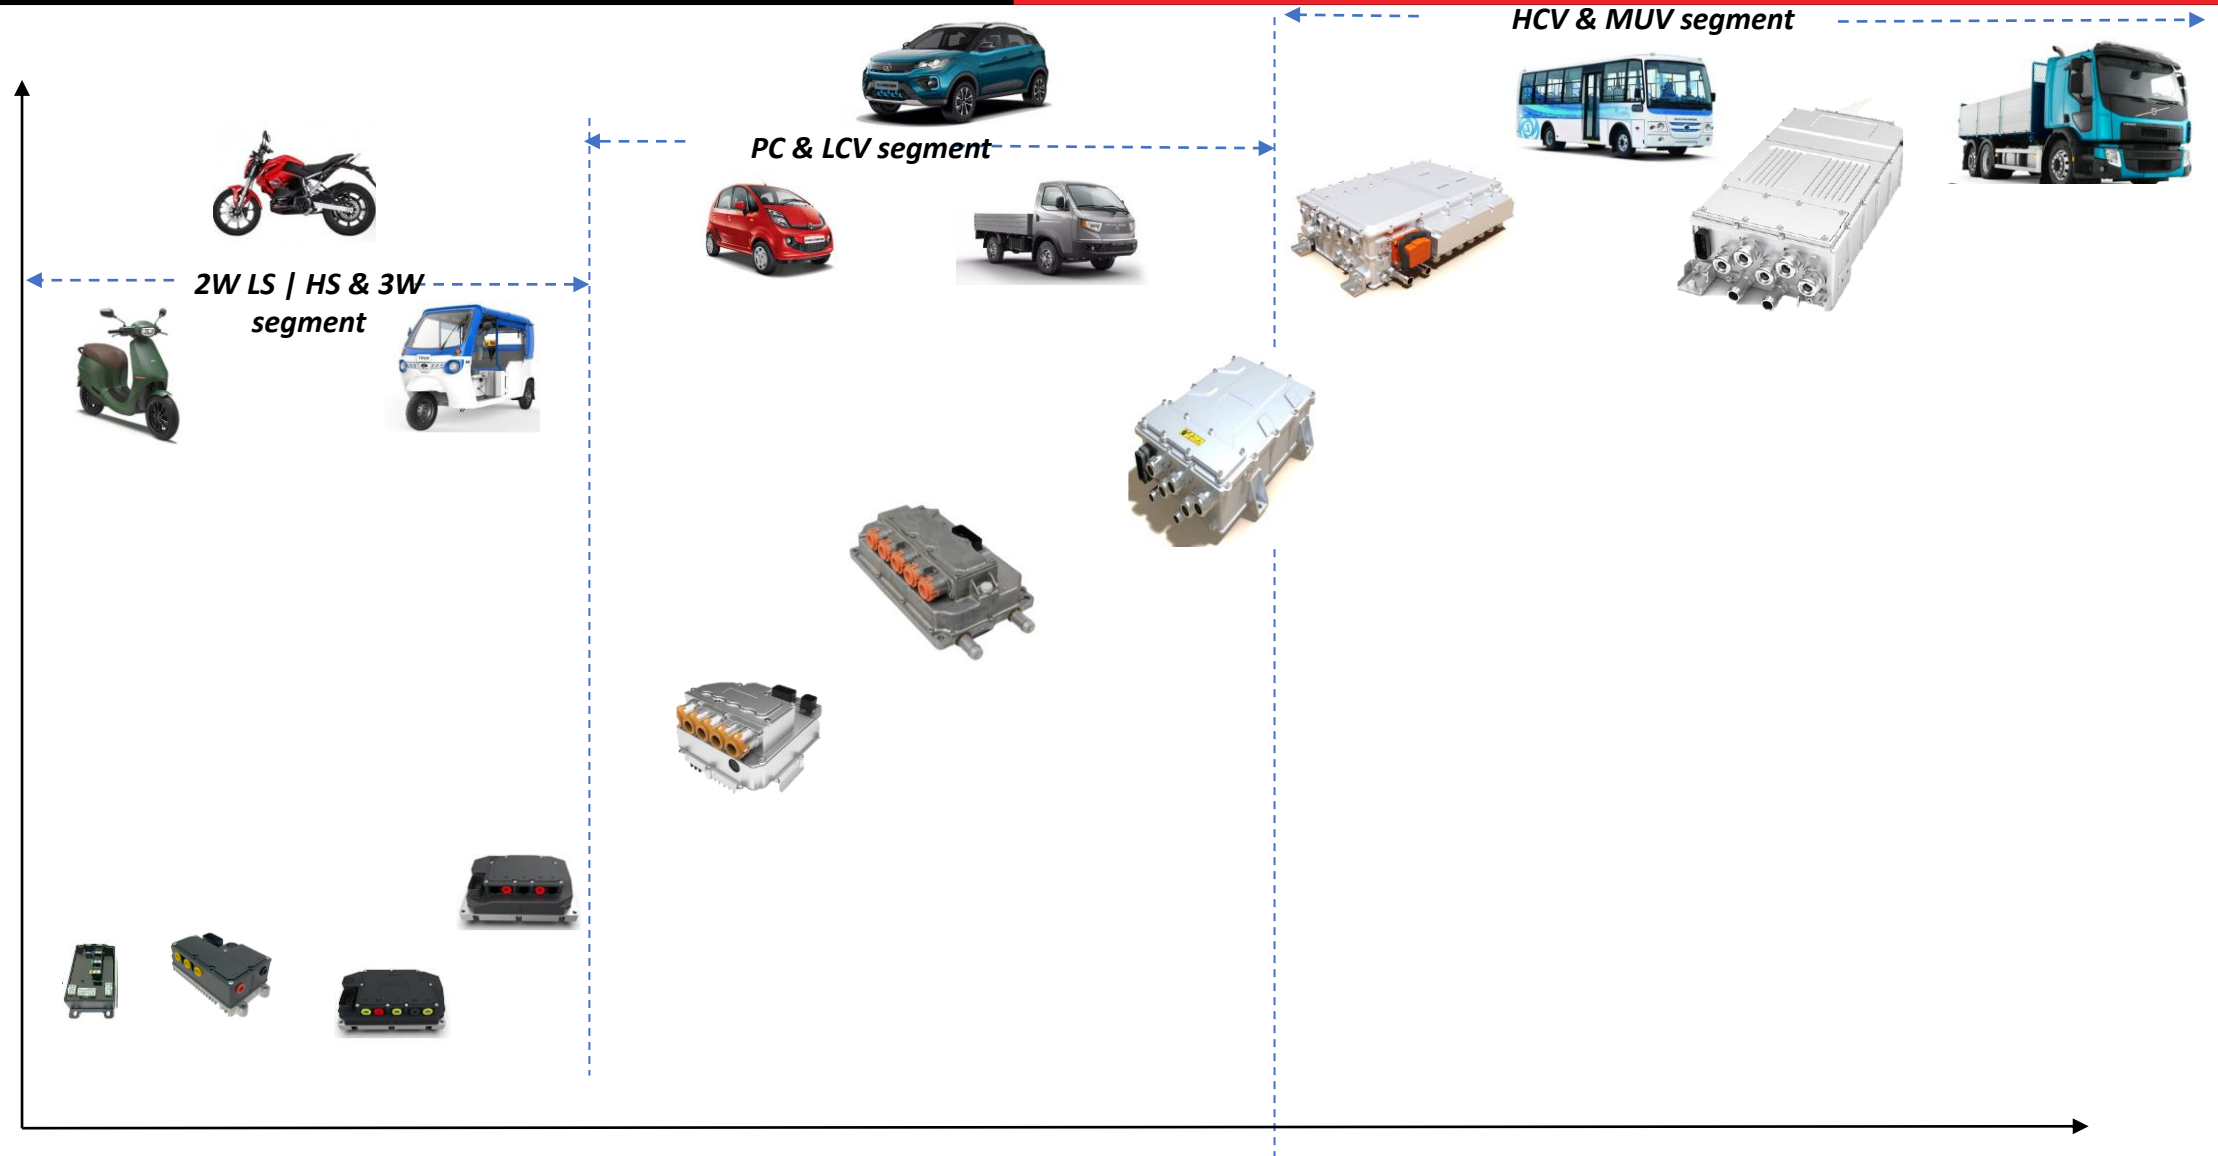 HCV & MUV segment
PC & LCV segment
2W LS | HS & 3W
segment